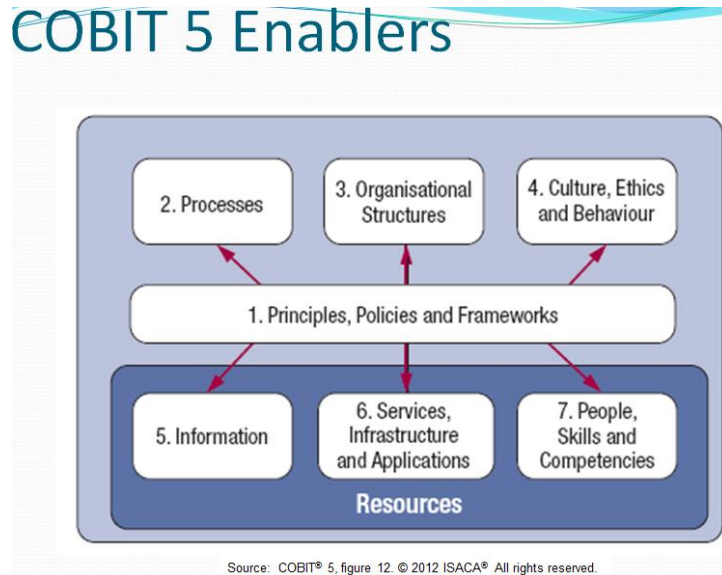 COBIT 5 Enablers
2. Processes
3. Organisational
Structures
4. Culture, Ethics
and Behaviour
1. Principles, Policies and Frameworks
5. Information
6. Services,
Infrastructure
and Applications
7. People,
Skills and
Competencies
Resources
Source: COBIT® 5, figure 12. © 2012 ISACA® All rights reserved.